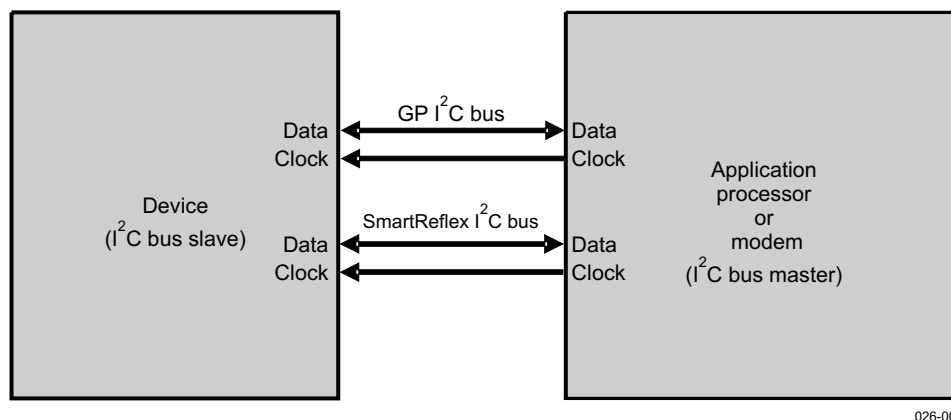 GP I²C bus
Data
Data
Clock
Clock
Application
processor
or
modem
(I²C bus master)
Device
(I²C bus slave)
SmartReflex I²C bus
Data
Data
Clock
Clock